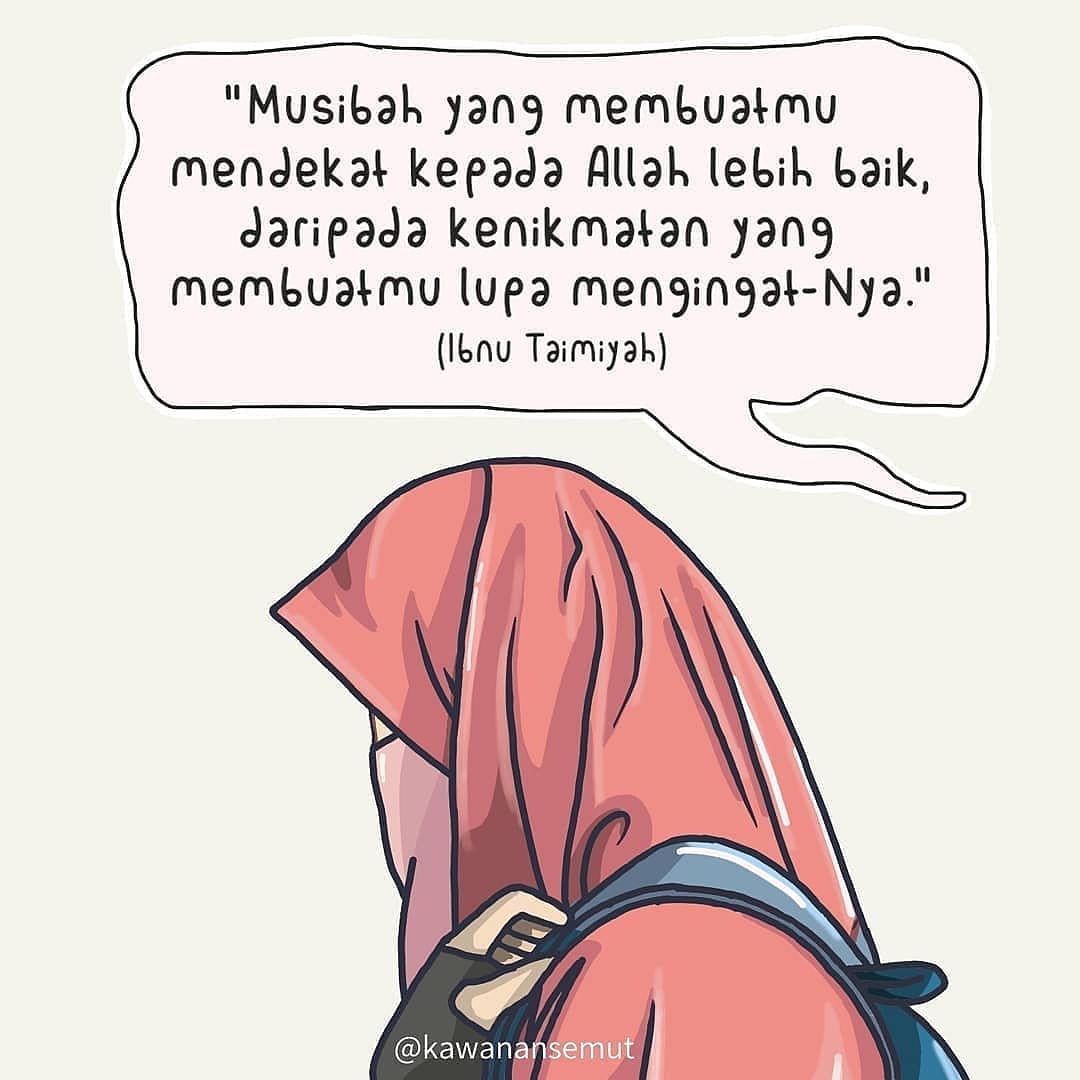 "Musibah yang membuatmu
mendekat kepada Allah lebih baik,
daripada kenikmatan yang
membuatmu lupa mengingat-Nya."
(Ibnu Taimiyah)
@kawanansemut